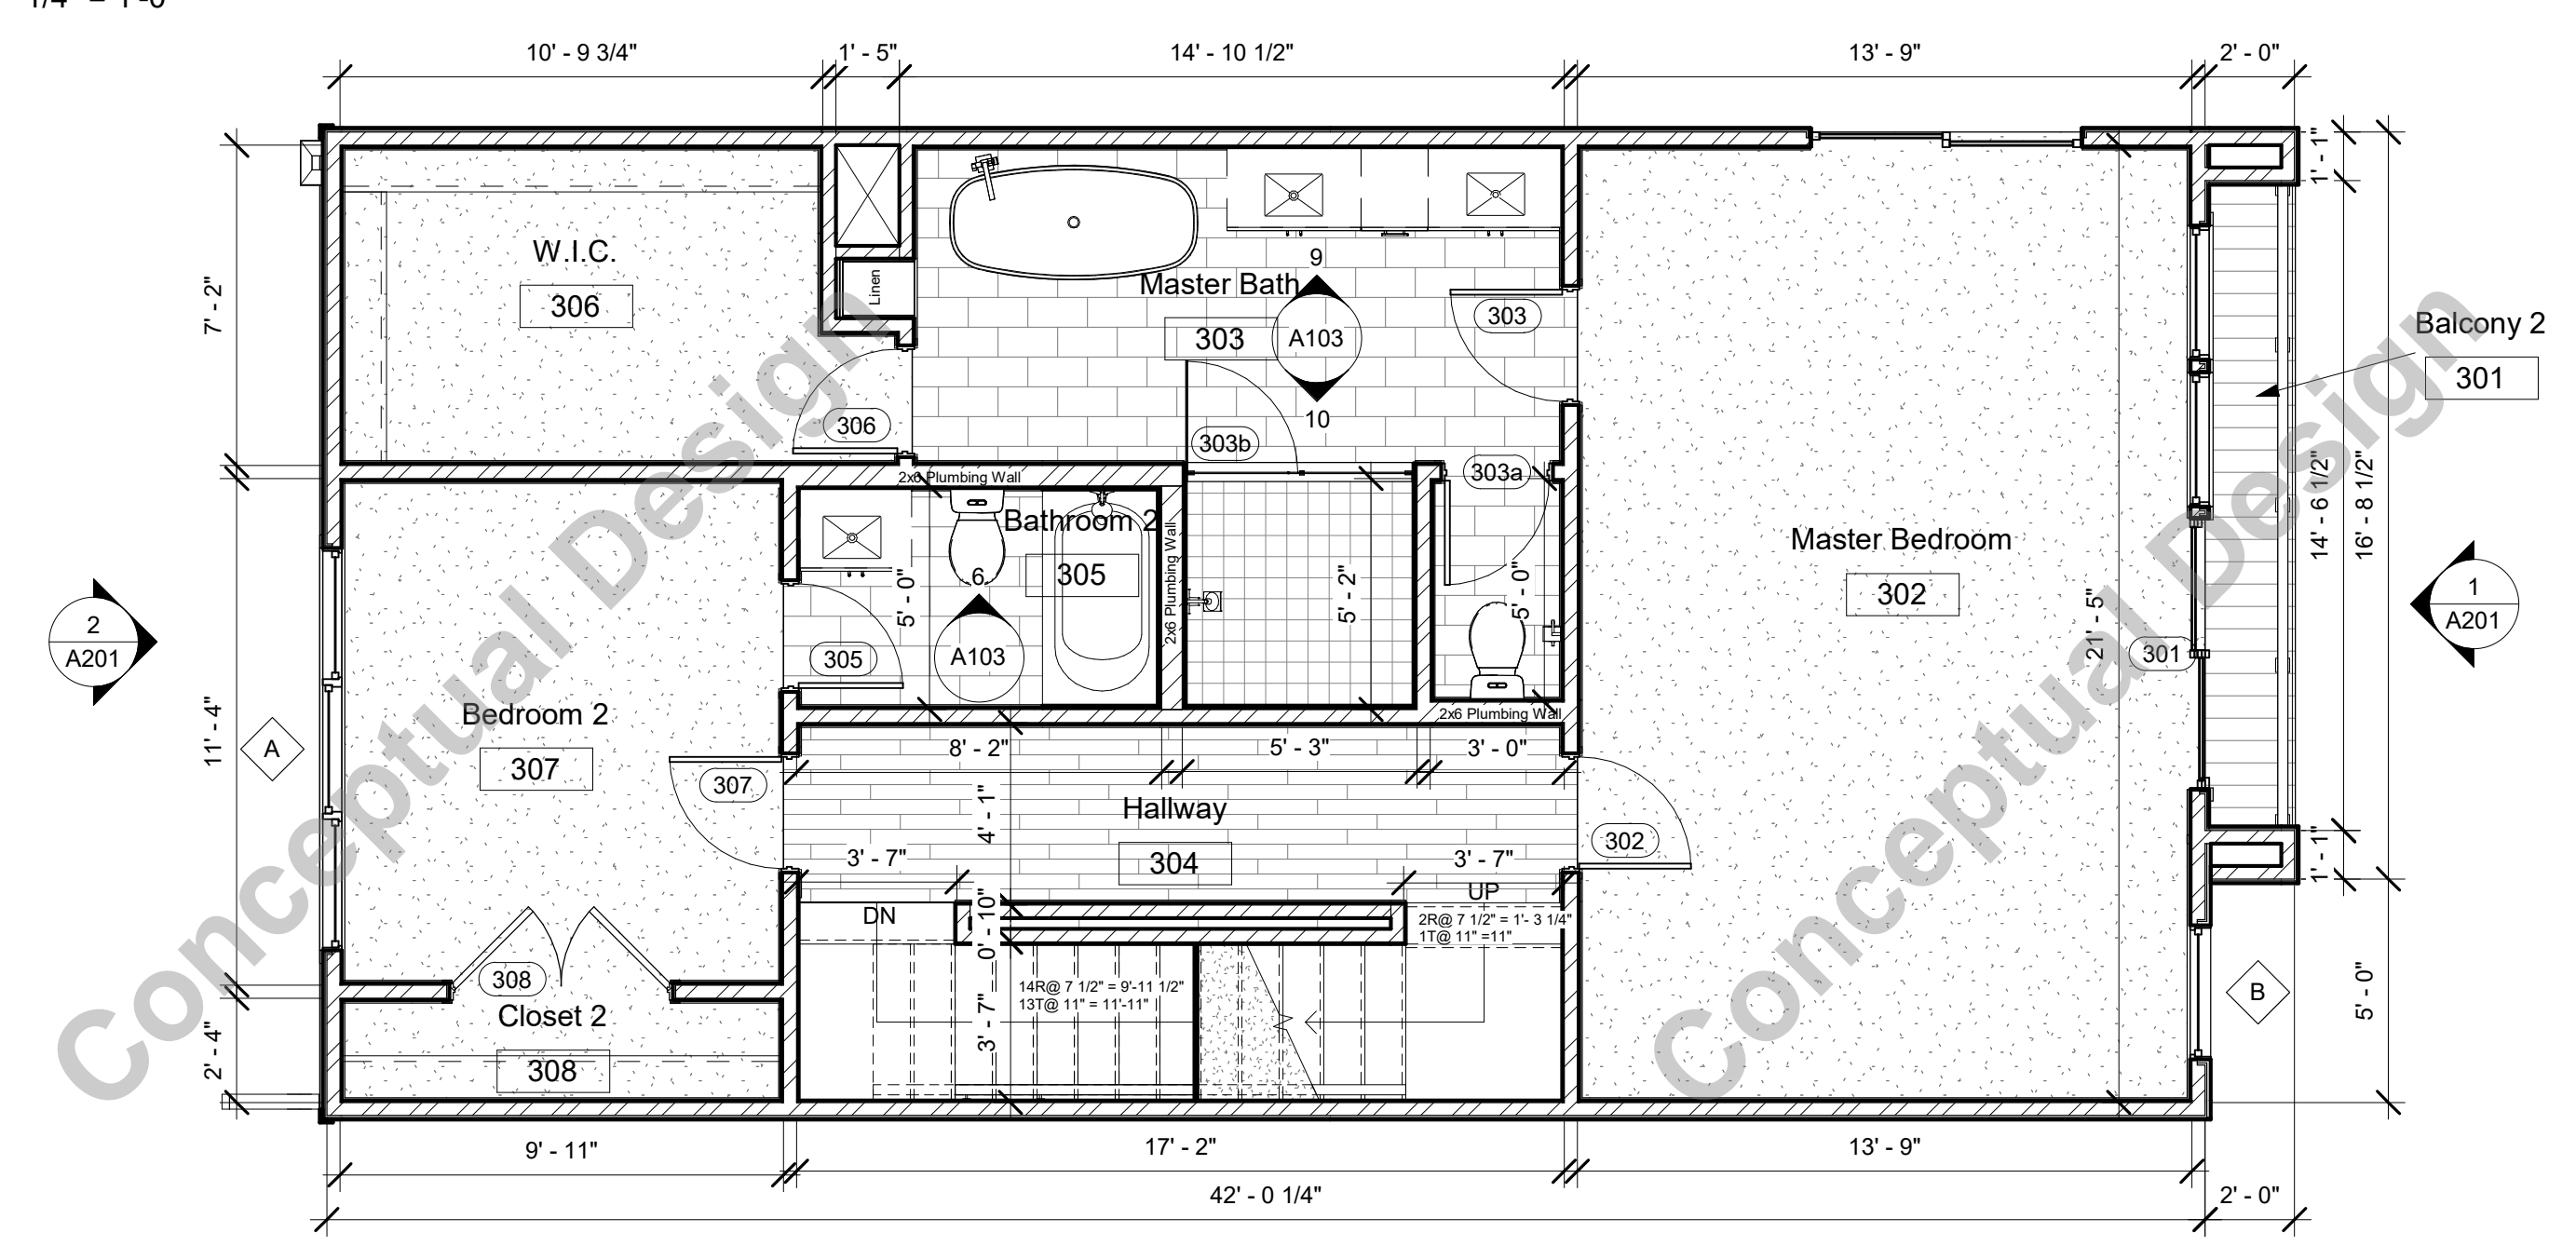 1/4" = 1'-0"
10' - 9 3/4"
1' - 5"
14' - 10 1/2"
13' - 9"
2' - 0"
1' - 1"
7' - 2"
W.I.C.
306
Linen
Master Bath
303
9
A103
10
303
306
303b
303a
Balcony 2
301
14' - 6 1/2"
16' - 8 1/2"
2x6 Plumbing Wall
Bathroom 2
305
6
A103
5' - 0"
305
2x6 Plumbing Wall
5' - 2"
5' - 0"
2x6 Plumbing Wall
Master Bedroom
302
21' - 5"
301
1
A201
2
A201
11' - 4"
A
Bedroom 2
307
307
8' - 2"
5' - 3"
3' - 0"
4' - 1"
Hallway
304
302
3' - 7"
3' - 7"
1' - 1"
DN
0' - 10"
UP
2R@ 7 1/2" = 1'- 3 1/4"
1T@ 11" =11"
308
Closet 2
308
14R@ 7 1/2" = 9'-11 1/2"
13T@ 11" = 11'-11"
3' - 7"
B
5' - 0"
2' - 4"
9' - 11"
17' - 2"
13' - 9"
42' - 0 1/4"
2' - 0"
Conceptual Design
Conceptual Design